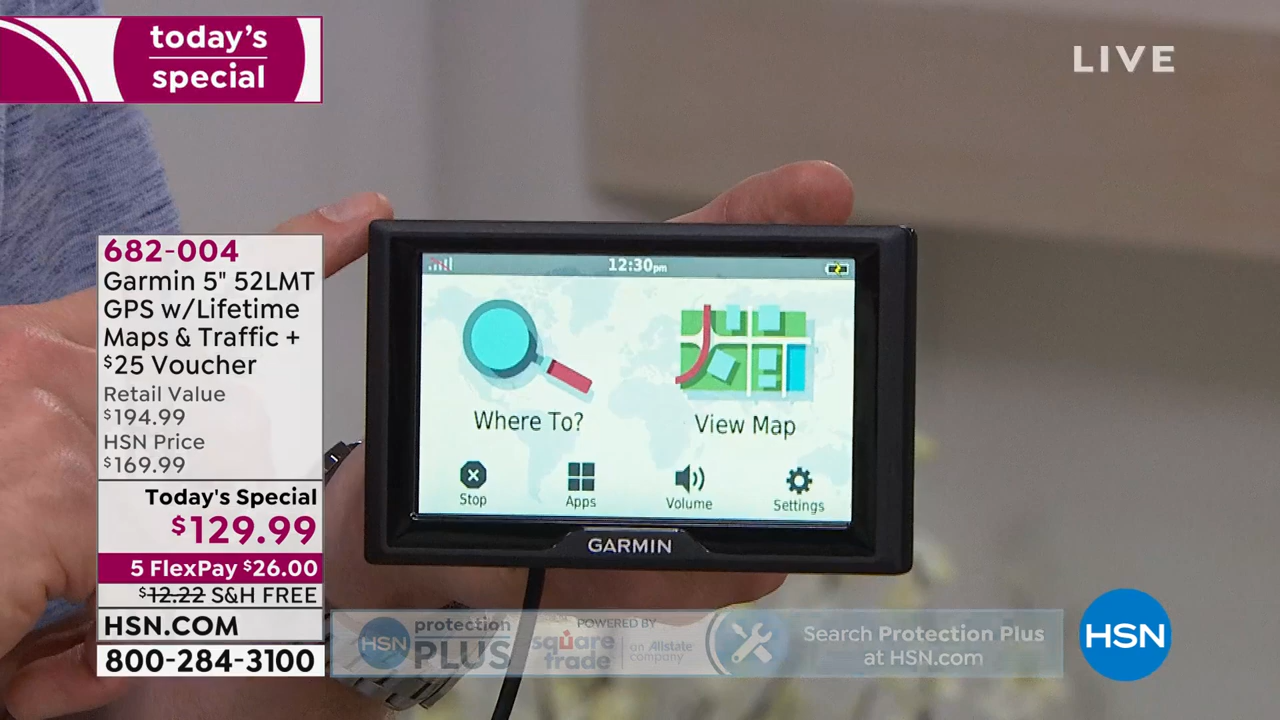 today's
special
LIVE
682-004
Garmin 5" 52LMT
GPS w/Lifetime
Maps & Traffic +
$25 Voucher
Retail Value
$194.99
HSN Price
$169.99
Today's Special
$129.99
5 FlexPay $26.00
$12.22 S&H FREE
HSN.COM
800-284-3100
12:30pm
Where To?
View Map
Stop
Apps
Volume
Settings
GARMIN
HSN
protection
PLUS
POWERED BY
square
trade
an Allstate
company
Search Protection Plus
at HSN.com
HSN